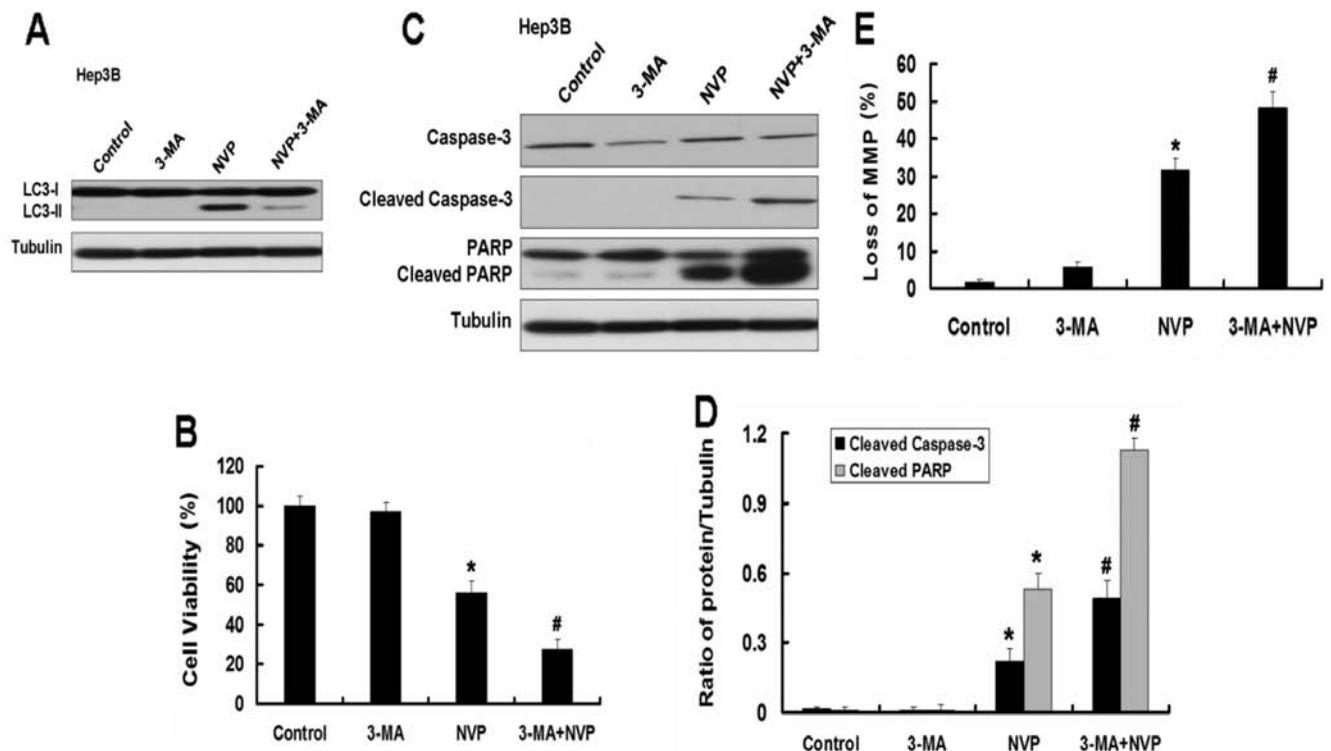 A
Hep3B
Control 3-MA NVP NVP+3-MA
LC3-I
LC3-II
Tubulin
B
Cell Viability (%)
120
100
80
60
40
20
0
*
#
Control 3-MA NVP 3-MA+NVP
C
Hep3B
Control 3-MA NVP NVP+3-MA
Caspase-3
Cleaved Caspase-3
PARP
Cleaved PARP
Tubulin
E
Loss of MMP (%)
60
50
40
30
20
10
0
*
#
Control 3-MA NVP 3-MA+NVP
D
Ratio of protein/Tubulin
1.2
0.9
0.6
0.3
0
Cleaved Caspase-3
Cleaved PARP
* * # #
Control 3-MA NVP 3-MA+NVP